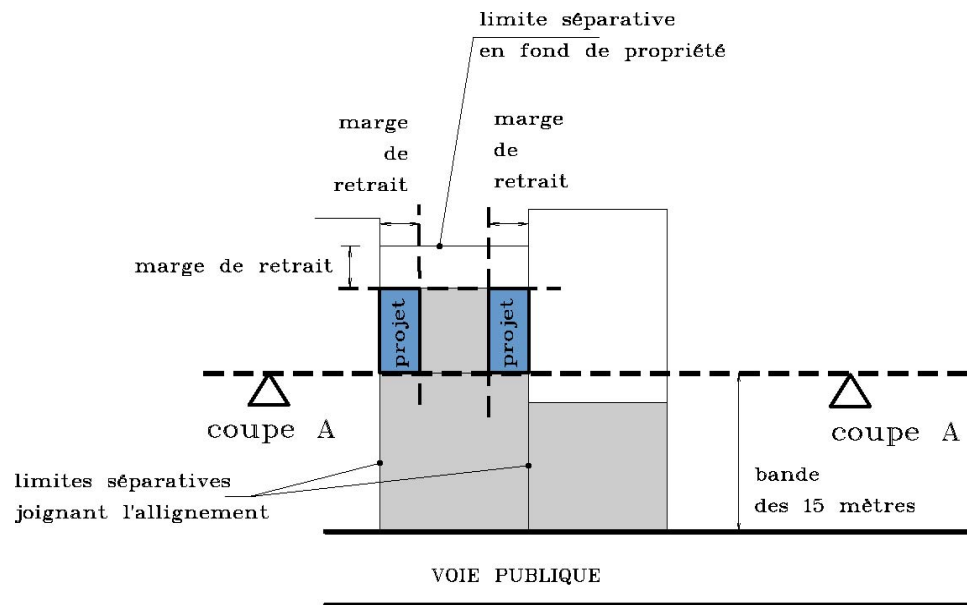 limite séparative
en fond de propriété
marge
de
retrait
marge
de
retrait
marge de retrait
projet
projet
coupe A
coupe A
limites séparatives
joignant l'allignement
bande
des 15 mètres
VOIE PUBLIQUE